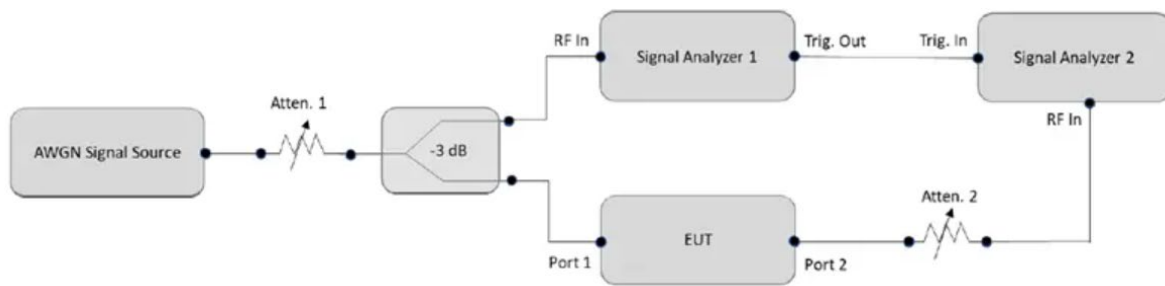 RF In
Signal Analyzer 1
Trig. Out
Trig. In
Signal Analyzer 2
RF In
Atten. 1
AWGN Signal Source
-3 dB
Atten. 2
EUT
Port 1
Port 2